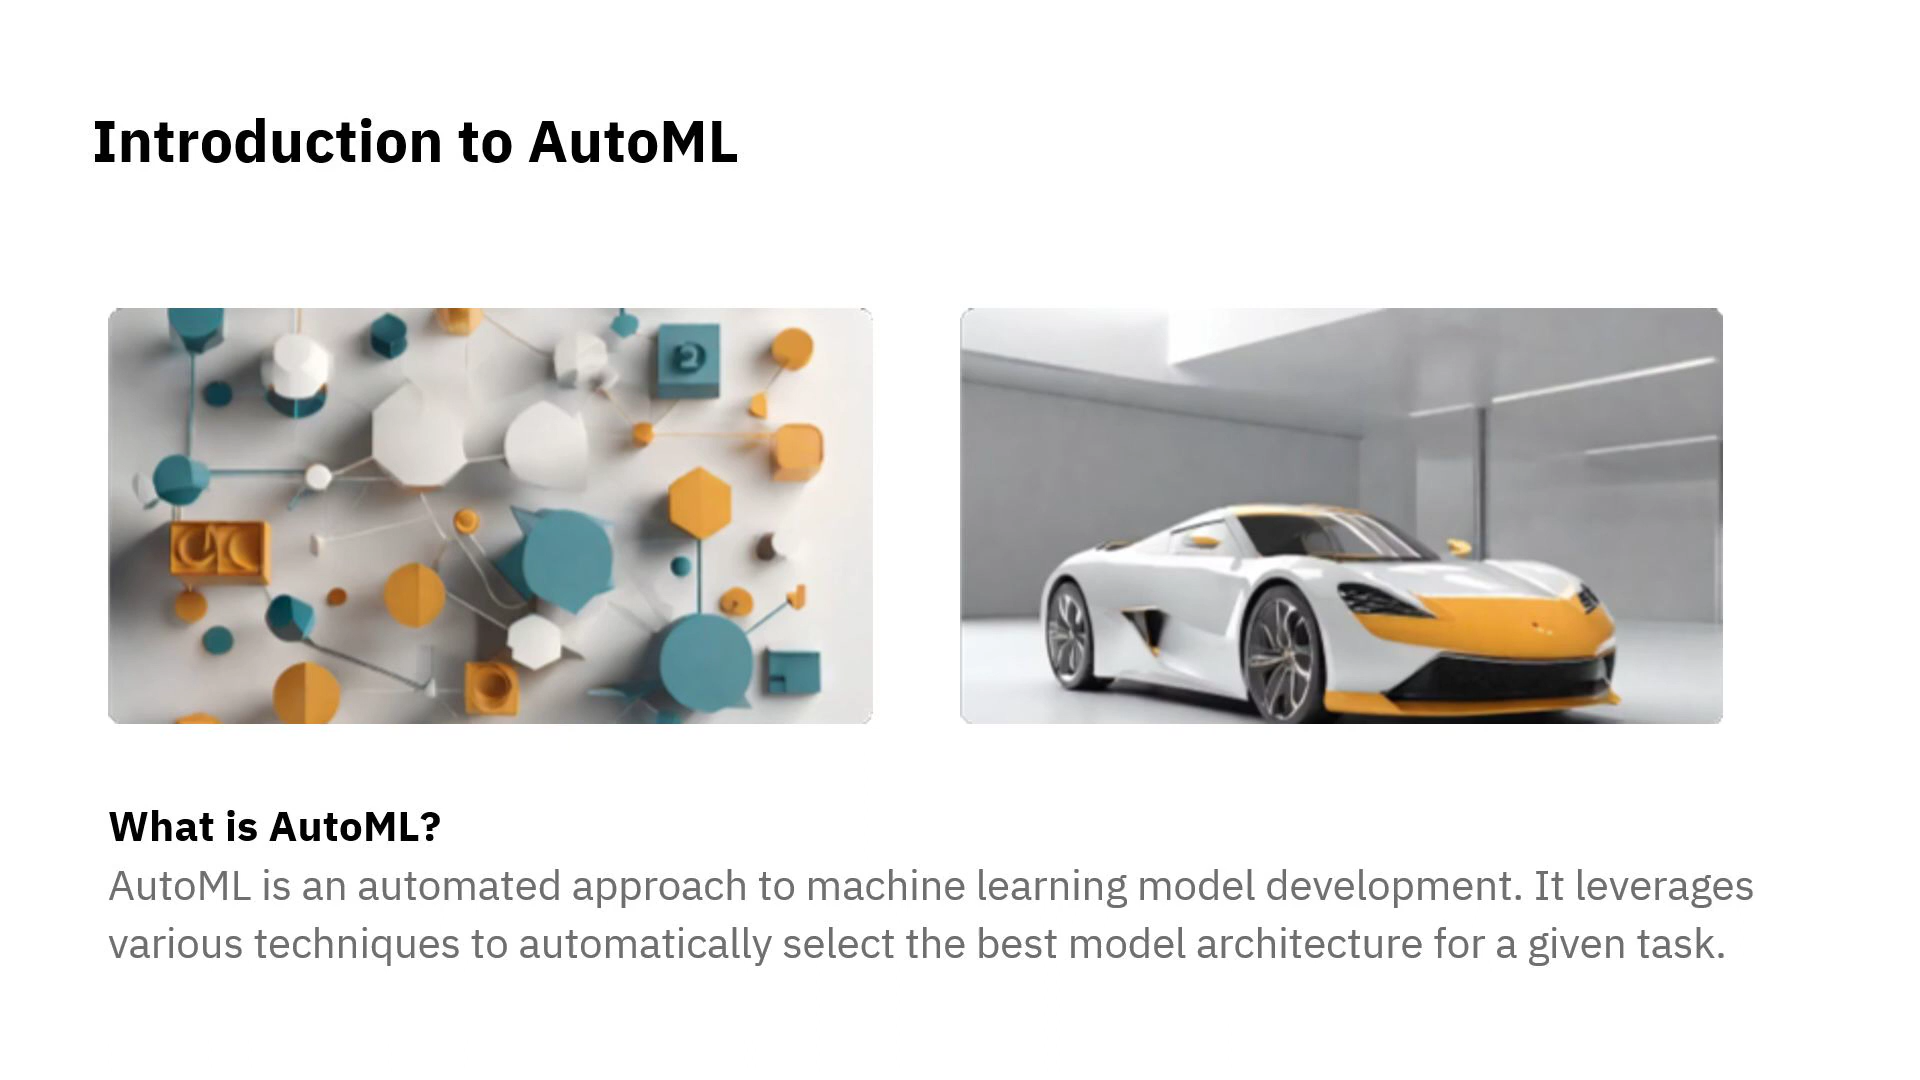 Introduction to AutoML
What is AutoML?
AutoML is an automated approach to machine learning model development. It leverages
various techniques to automatically select the best model architecture for a given task.